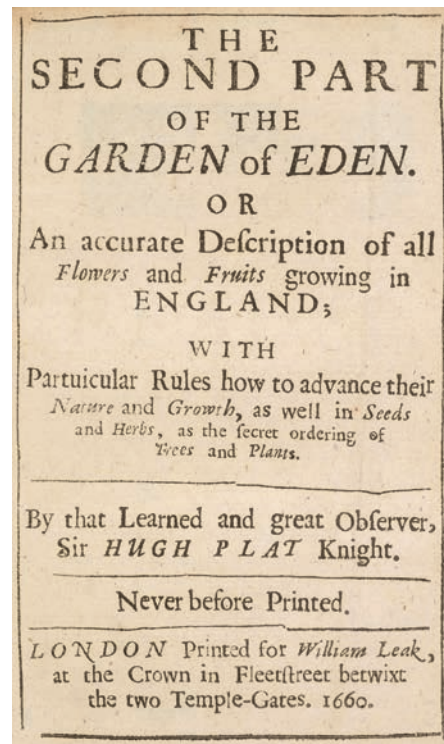 THE
SECOND PART
OF THE
GARDEN of EDEN.
OR
An accurate Deſcription of all
Flowers and Fruits growing in
ENGLAND;
WITH
Partuicular Rules how to advance their
Nature and Growth, as well in Seeds
and Herbs, as the ſecret ordering of
Trees and Plants.
By that Learned and great Obſerver,
Sir HUGH PLAT Knight.
Never before Printed.
LONDON Printed for William Leak,
at the Crown in Fleetſtreet betwixt
the two Temple-Gates. 1660.